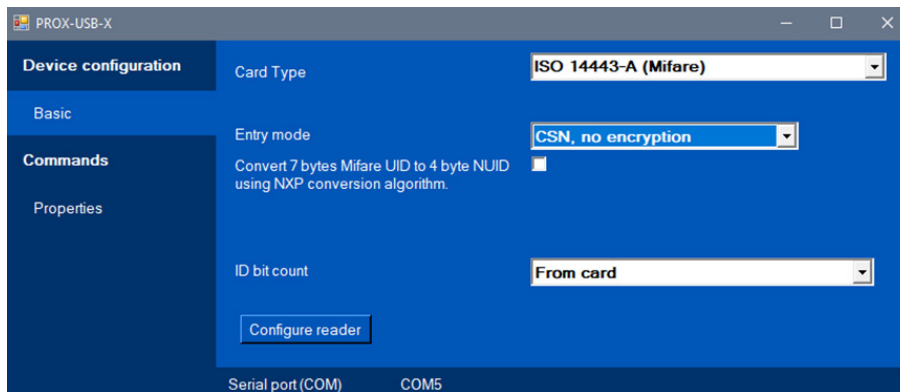 PROX-USB-X
Device configuration
Basic
Commands
Properties
Card Type
ISO 14443-A (Mifare)
Entry mode
CSN, no encryption
Convert 7 bytes Mifare UID to 4 byte NUID
using NXP conversion algorithm.
ID bit count
From card
Configure reader
Serial port (COM) COM5